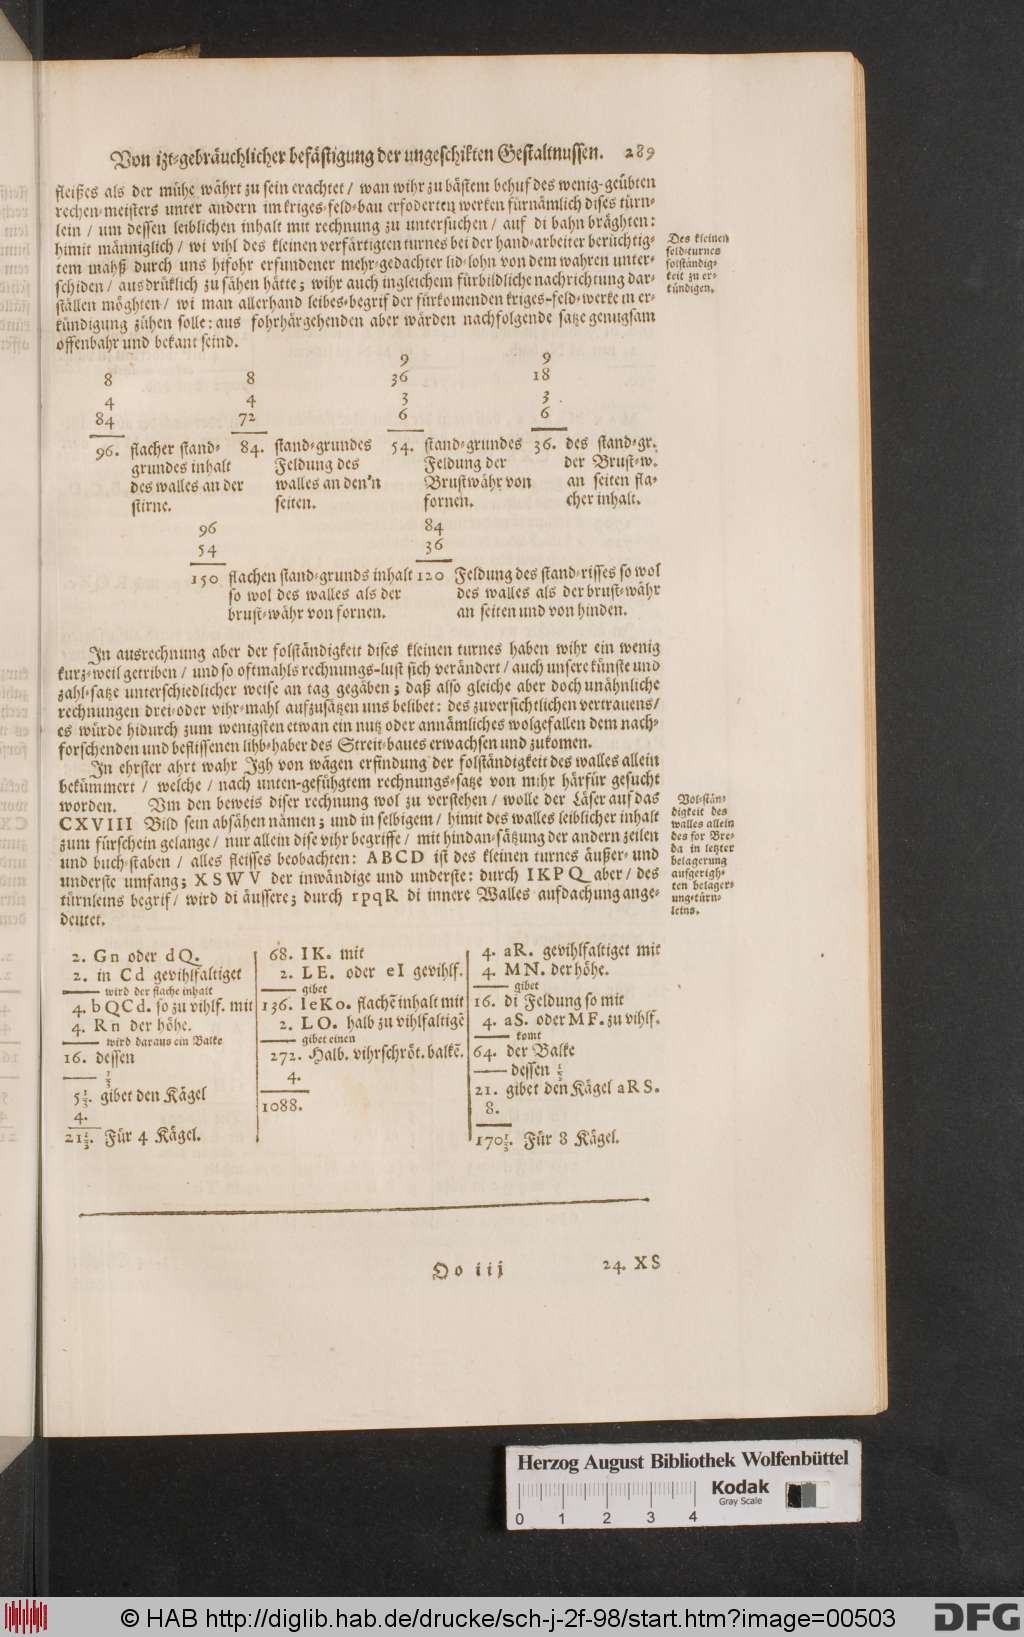 Von izt-gebräuchlicher befästigung der ungeschikten Gestaltnussen. 289
fleißes als der mühe währt zu sein erachtet / wan wihr zu bästem behuf des wenig-geübten
rechen-meisters unter andern im kriges-feld-bau erfoderten werken fürnämlich dises türn-
lein / um dessen leiblichen inhalt mit rechnung zu untersuchen / auf di bahn brägtten:
himit männiglich / wi vihl des kleinen verfärtigten turnes bei der hand-arbeiter berüchtig-
tem mahß durch uns hifohr erfundener mehr-gedachter lid-lohn von dem wahren unter-
schiden / ausdrüklich zu sähen hätte; wihr auch ingleichem fürbildliche nachrichtung dar-
ställen möghten / wi man allerhand leibes-begrif der fürkomenden kriges-feld-werke in er-
kündigung zühen solle: aus fohrhärgehenden aber wärden nachfolgende satze genugsam
offenbahr und bekant seind.
Des kleinen
feld-turnes
folständig-
keit zu er-
kündigen.
9 9
8 8 36 18
4 4 3 3
84 72 6 6
96. flacher stand- 84. stand-grundes 54. stand-grundes 36. des stand-gr.
grundes inhalt Feldung des Feldung der der Brust-w.
des walles an der walles an den'n Brustwähr von an seiten fla-
stirne. seiten. fornen. cher inhalt.
96 84
54 36
150 flachen stand-grunds inhalt 120 Feldung des stand-risses so wol
so wol des walles als der des walles als der brust-währ
brust-währ von fornen. an seiten und von hinden.
In ausrechnung aber der folständigkeit dises kleinen turnes haben wihr ein wenig
kurz-weil getriben / und so oftmahls rechnungs-lust sich verändert / auch unsere künste und
zahl-satze unterschiedlicher weise an tag gegäben; daß also gleiche aber doch unähnliche
rechnungen drei- oder vihr-mahl aufzusätzen uns belibet: des zuversichtlichen vertrauens /
es würde hidurch zum wenigsten etwan ein nutz oder annämliches wolgefallen dem nach-
forschenden und beflissenen lihb-haber des Streit-baues erwachsen und zukomen.
In ehrster ahrt wahr Jgh von wägen erfindung der folständigkeit des walles allein
bekümmert / welche / nach unten-gefühgtem rechnungs-satze von mihr härfür gesucht
worden. Vm den beweis diser rechnung wol zu verstehen / wolle der Läser auf das
CXVIII Bild sein absähen nämen; und in selbigem / himit des walles leiblicher inhalt
zum fürschein gelange / nur allein dise vihr begriffe / mit hindan-sätzung der andern zeilen
und buch-staben / alles fleisses beobachten: ABCD ist des kleinen turnes äußer- und
underste umfang; XSWV der inwändige und underste: durch IKPQ aber / des
türnleins begrif / wird di äussere; durch rpqR di innere Walles aufdachung ange-
deutet.
Vol-stän-
digkeit des
walles allein
des for Bre-
da in letzter
belagerung
aufgerigh-
ten belager-
ung-türn-
leins.
2. Gn oder dQ.
2. in Cd gevihlfaltiget
wird der flache inhalt
4. bQCd. so zu vihlf. mit
4. Rn der höhe.
wird daraus ein Balke
16. dessen
1/3
5 1/3. gibet den Kägel
4.
21 1/3. Für 4 Kägel.
68. IK. mit
2. LE. oder eI gevihlf.
gibet
136. IeKo. flachē inhalt mit
2. LO. halb zu vihlfaltigē
gibet einen
272. Halb. vihrschröt. balkē.
4.
1088.
4. aR. gevihlfaltiget mit
4. MN. der höhe.
gibet
16. di Feldung so mit
4. aS. oder MF. zu vihlf.
komt
64. der Balke
dessen 1/3
21. gibet den Kägel aRS.
8.
170 1/3. Für 8 Kägel.
Oo iij 24. XS
Herzog August Bibliothek Wolfenbüttel
Kodak
Gray Scale
0 1 2 3 4
© HAB http://diglib.hab.de/drucke/sch-j-2f-98/start.htm?image=00503
DFG